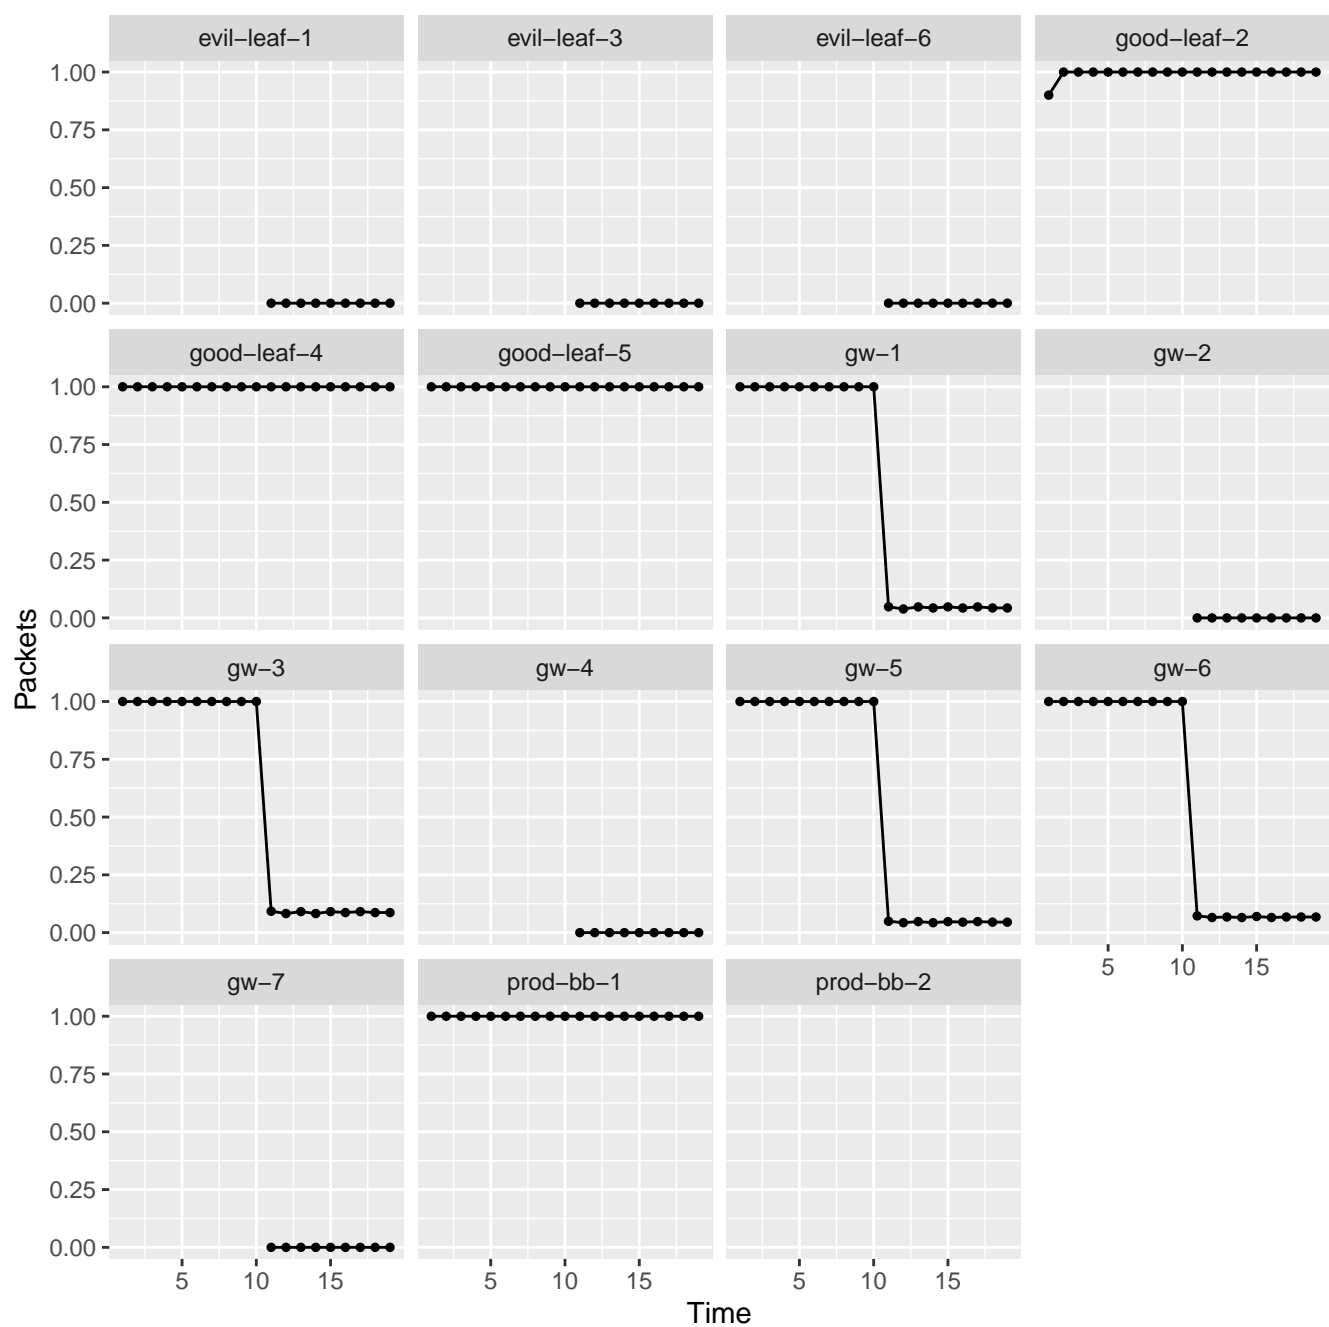 evil−leaf−1 evil−leaf−3 evil−leaf−6 good−leaf−2
1.00
0.75
0.50
0.25
0.00
good−leaf−4 good−leaf−5 gw−1 gw−2
1.00
0.75
0.50
0.25
0.00
Packets
gw−3 gw−4 gw−5 gw−6
1.00
0.75
0.50
0.25
0.00
5 10 15
gw−7 prod−bb−1 prod−bb−2
1.00
0.75
0.50
0.25
0.00
5 10 15 5 10 15 5 10 15
Time